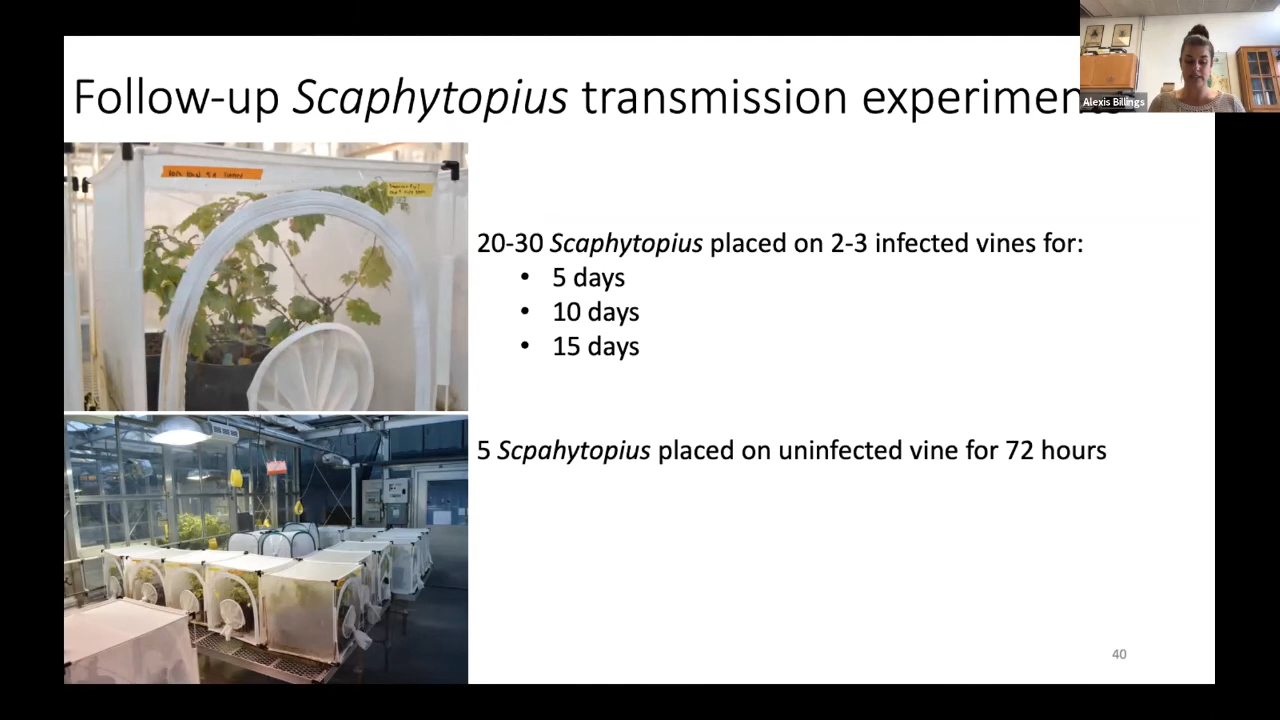 Follow-up Scaphytopius transmission experiments
Alexis Billings
20-30 Scaphytopius placed on 2-3 infected vines for:
• 5 days
• 10 days
• 15 days
5 Scpahytopius placed on uninfected vine for 72 hours
40